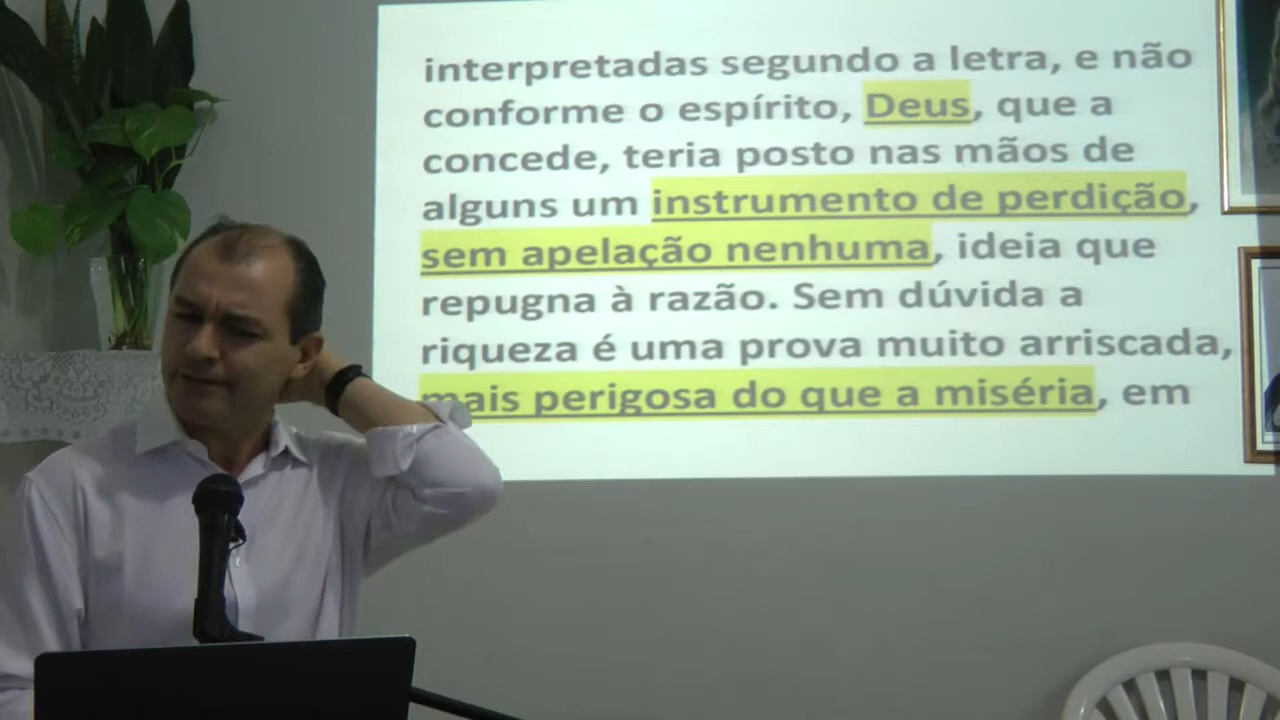 interpretadas segundo a letra, e não
conforme o espírito, Deus, que a
concede, teria posto nas mãos de
alguns um instrumento de perdição,
sem apelação nenhuma, ideia que
repugna à razão. Sem dúvida a
riqueza é uma prova muito arriscada,
mais perigosa do que a miséria, em